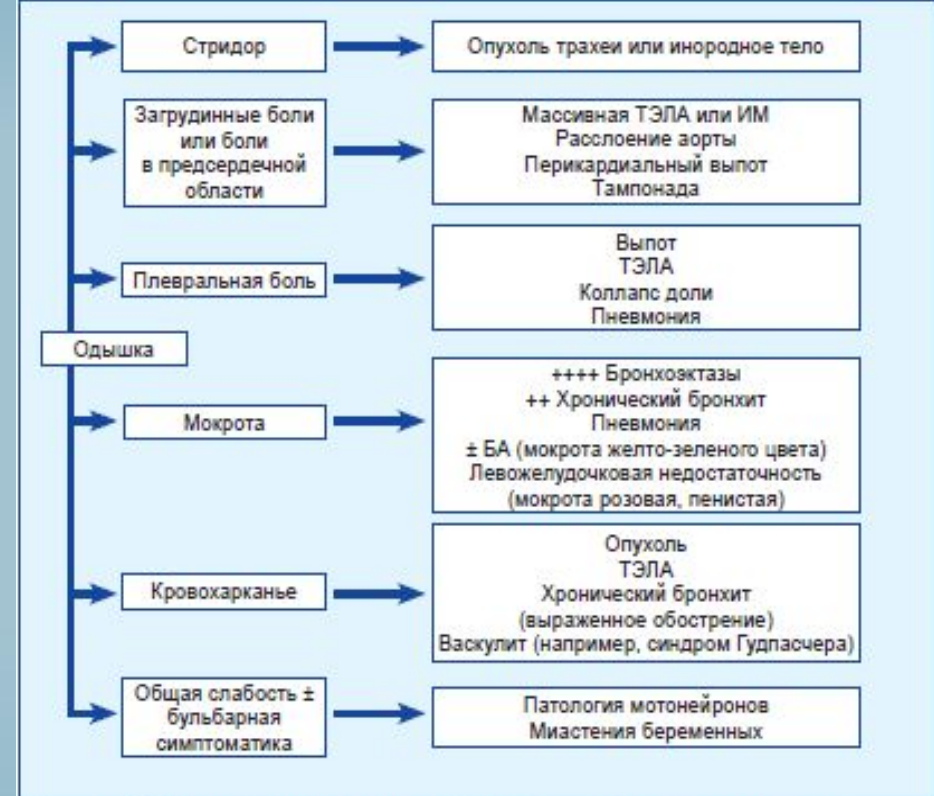 Стридор
Опухоль трахеи или инородное тело
Загрудинные боли
или боли
в предсердечной
области
Массивная ТЭЛА или ИМ
Расслоение аорты
Перикардиальный выпот
Тампонада
Плевральная боль
Выпот
ТЭЛА
Коллапс доли
Пневмония
Одышка
Мокрота
++++ Бронхоэктазы
++ Хронический бронхит
Пневмония
± БА (мокрота желто-зеленого цвета)
Левожелудочковая недостаточность
(мокрота розовая, пенистая)
Кровохарканье
Опухоль
ТЭЛА
Хронический бронхит
(выраженное обострение)
Васкулит (например, синдром Гудпасчера)
Общая слабость ±
бульбарная
симптоматика
Патология мотонейронов
Миастения беременных